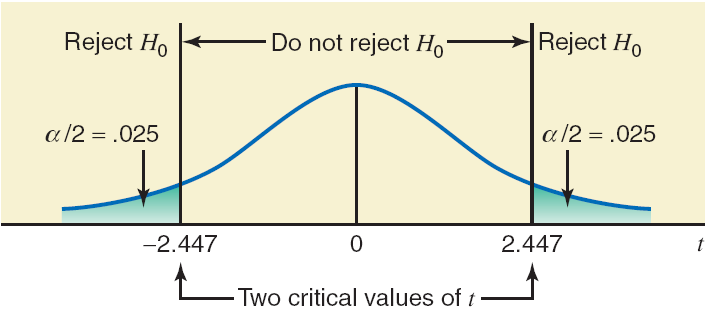 Reject H₀ Do not reject H₀ Reject H₀
α/2 = .025 α/2 = .025
−2.447 0 2.447 t
Two critical values of t